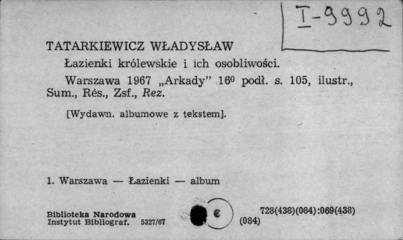 I-9992
TATARKIEWICZ WŁADYSŁAW
Łazienki królewskie i ich osobliwości.
Warszawa 1967 „Arkady" 16⁰ podł. s. 105, ilustr.,
Sum., Rés., Zsf., Rez.
[Wydawn. albumowe z tekstem].
1. Warszawa — Łazienki — album
Biblioteka Narodowa
Instytut Bibliograf. 5327/67
€
728(438)(084):069(438)
(084)